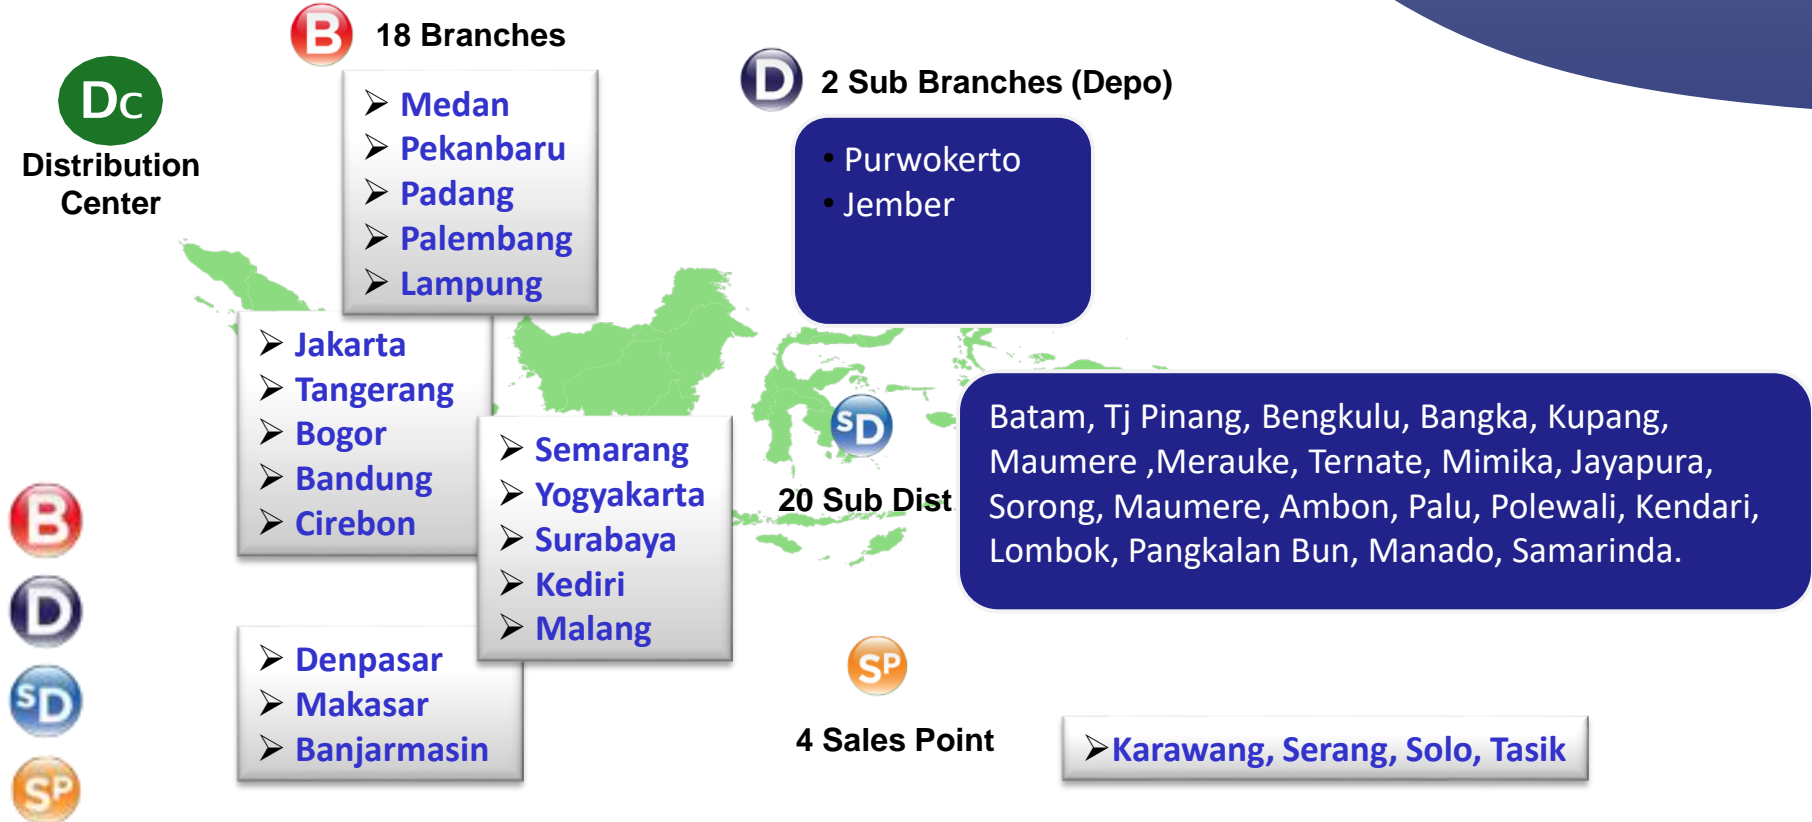 B
18 Branches
DC
Distribution
Center
➢ Medan
➢ Pekanbaru
➢ Padang
➢ Palembang
➢ Lampung
➢ Jakarta
➢ Tangerang
➢ Bogor
➢ Bandung
➢ Cirebon
➢ Semarang
➢ Yogyakarta
➢ Surabaya
➢ Kediri
➢ Malang
➢ Denpasar
➢ Makasar
➢ Banjarmasin
D
2 Sub Branches (Depo)
• Purwokerto
• Jember
SD
20 Sub Dist
Batam, Tj Pinang, Bengkulu, Bangka, Kupang,
Maumere ,Merauke, Ternate, Mimika, Jayapura,
Sorong, Maumere, Ambon, Palu, Polewali, Kendari,
Lombok, Pangkalan Bun, Manado, Samarinda.
SP
4 Sales Point
➢Karawang, Serang, Solo, Tasik
B
D
SD
SP